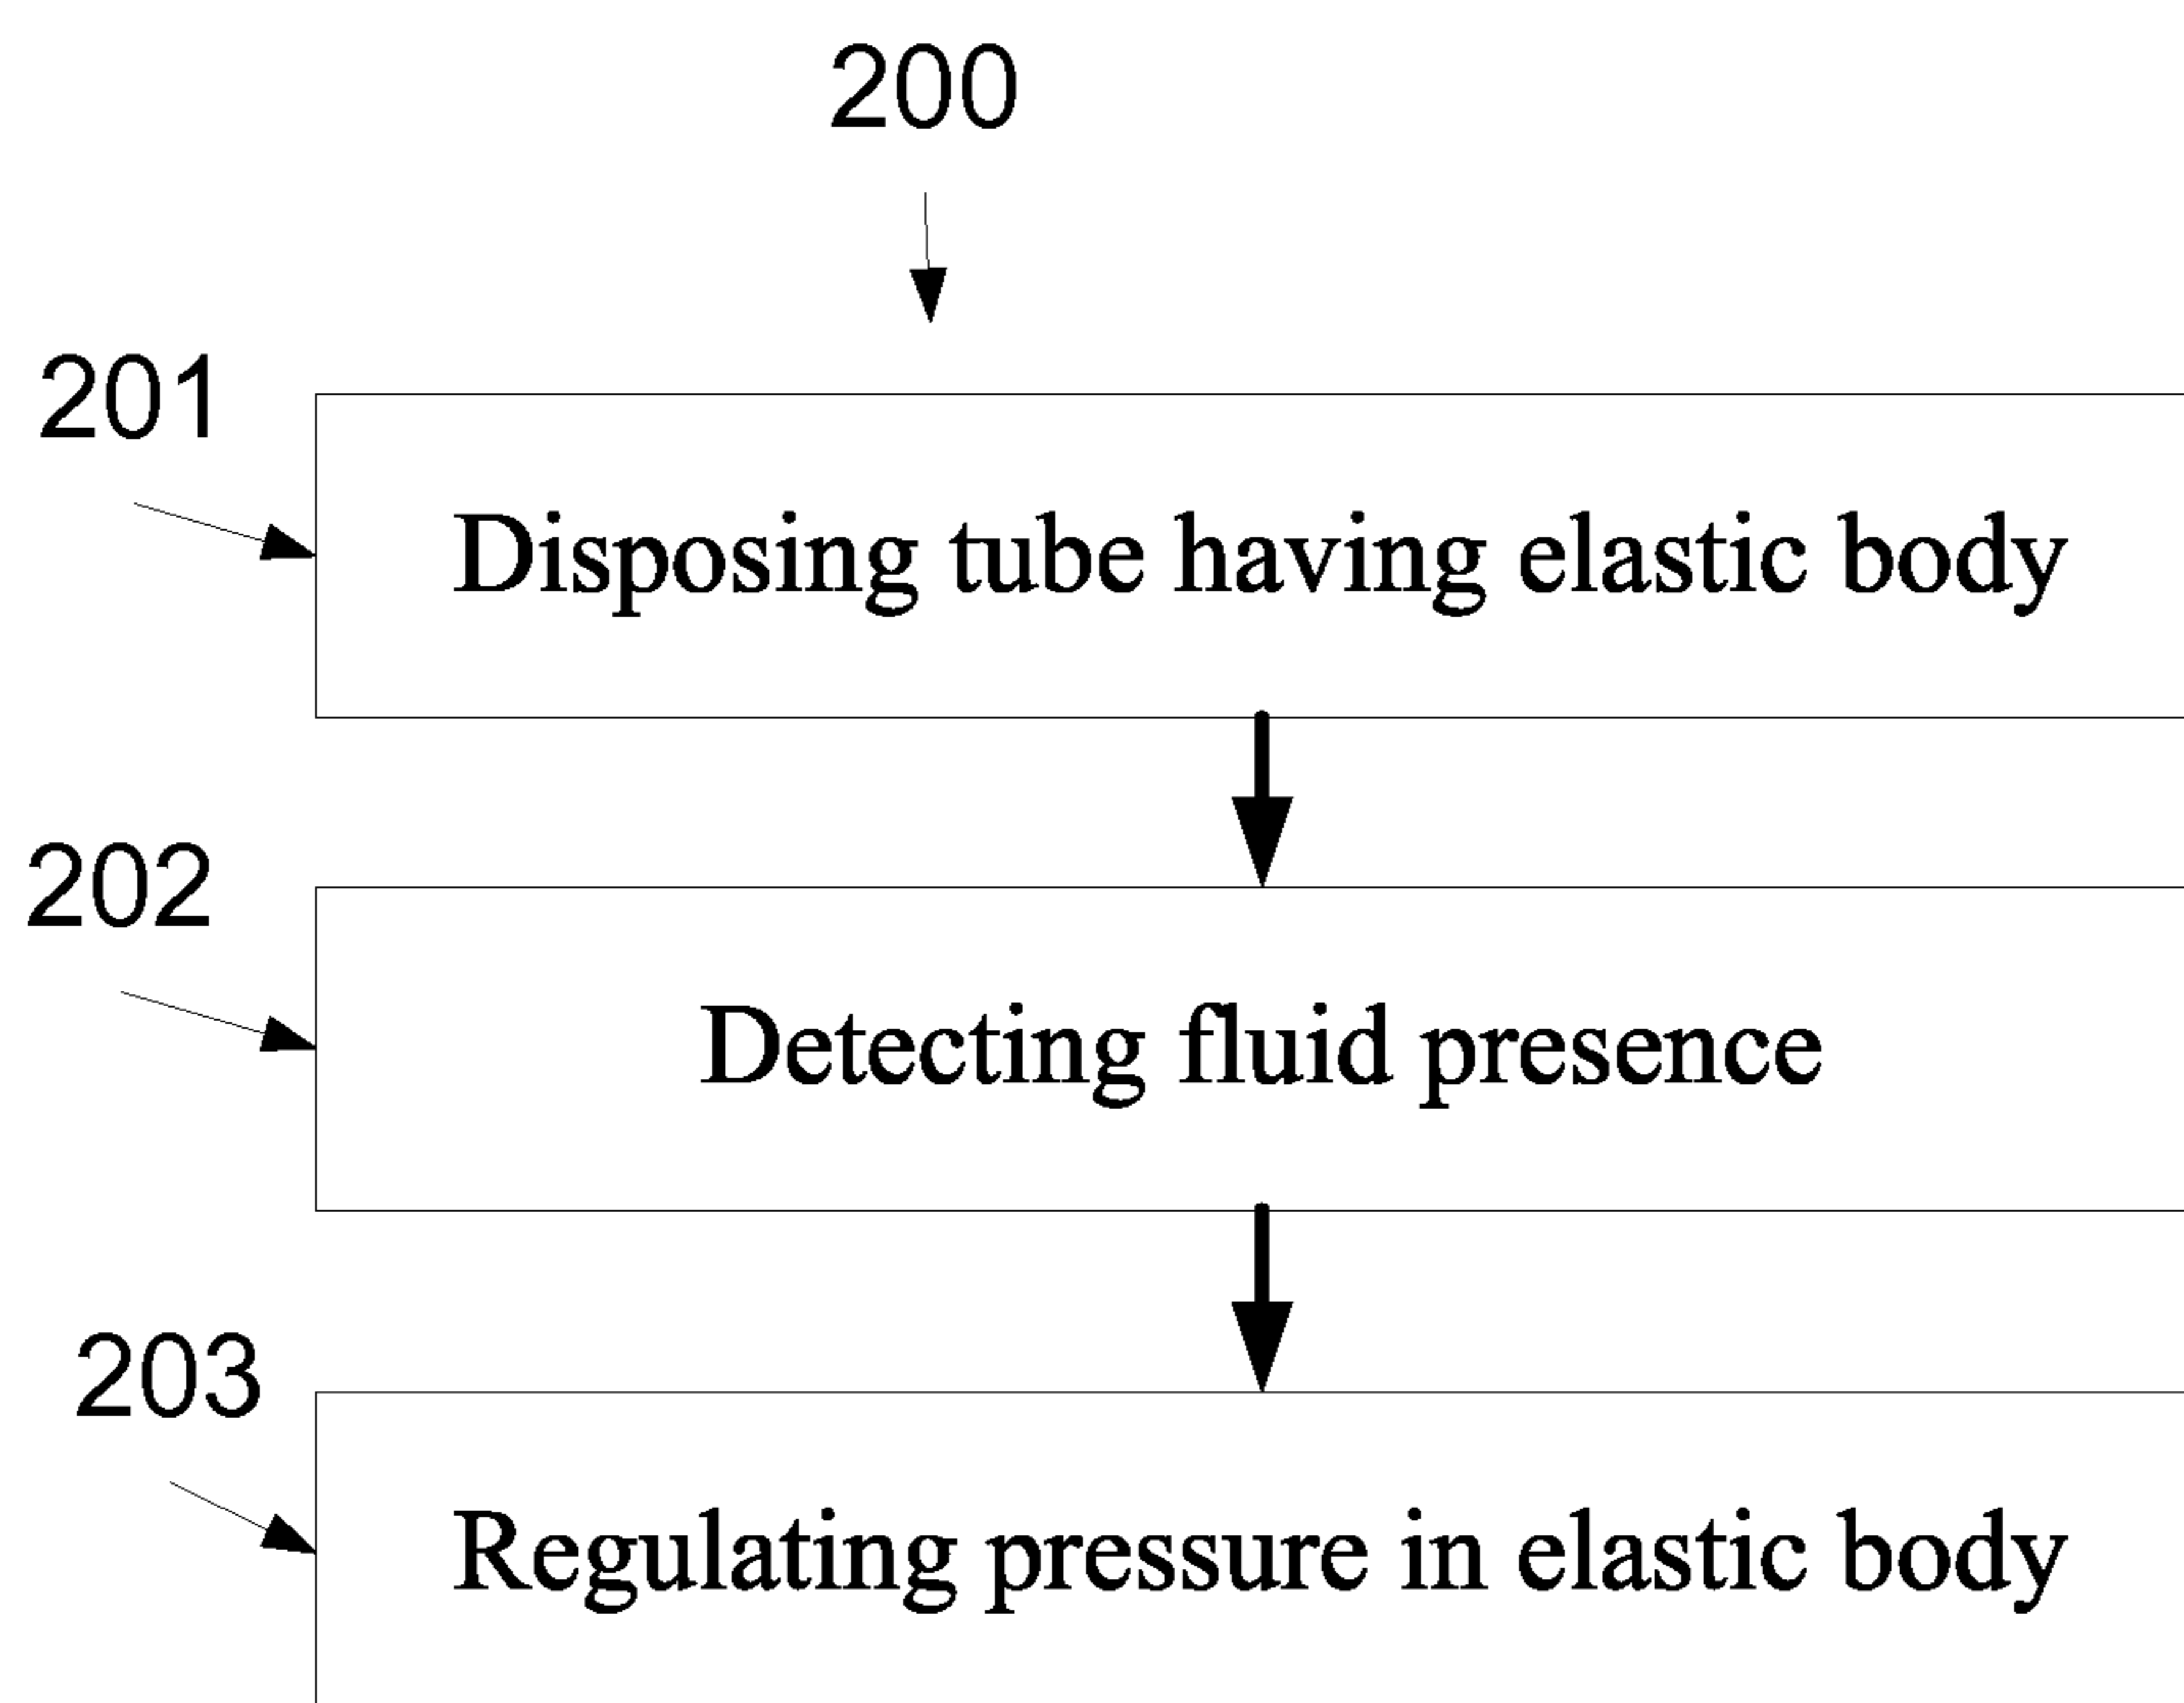 200
201
Disposing tube having elastic body
202
Detecting fluid presence
203
Regulating pressure in elastic body